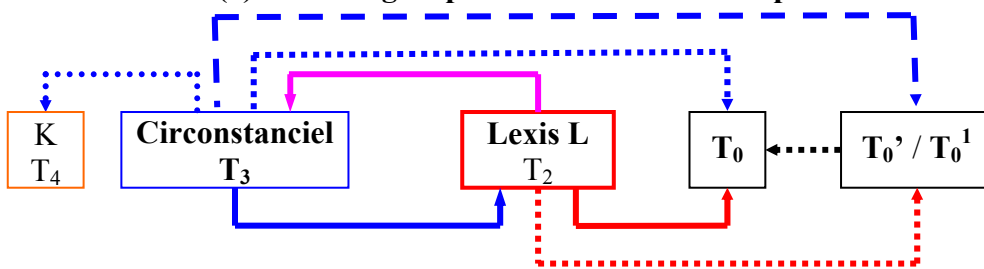 K
T₄
Circonstanciel
T₃
Lexis L
T₂
T₀
T₀’ / T₀¹